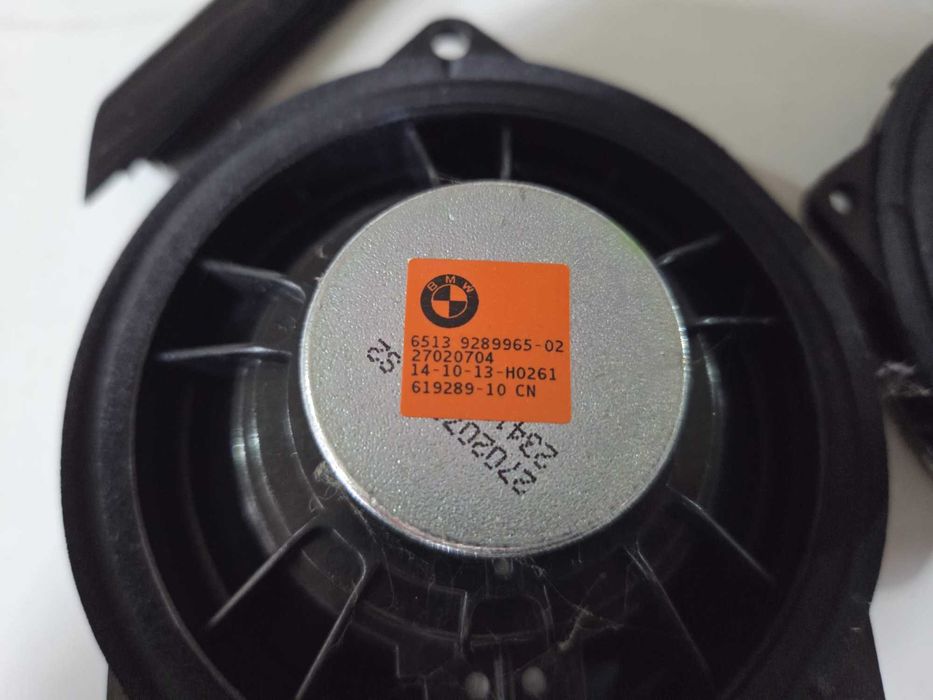 BMW
6513 9289965-02
27020704
14-10-13-H0261
619289-10 CN